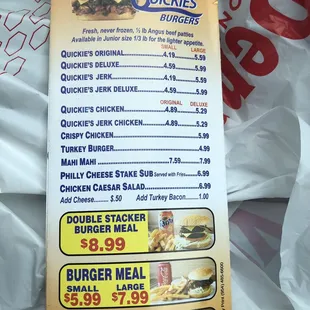 QUICKIES
BURGERS
Fresh, never frozen, ½ lb Angus beef patties
Available in Junior size 1/3 lb for the lighter appetite.
SMALL LARGE
QUICKIE'S ORIGINAL 4.19 5.59
QUICKIE'S DELUXE 4.59 5.99
QUICKIE'S JERK 4.19 5.59
QUICKIE'S JERK DELUXE 4.59 5.99
ORIGINAL DELUXE
QUICKIE'S CHICKEN 4.89 5.29
QUICKIE'S JERK CHICKEN 4.89 5.29
CRISPY CHICKEN 5.99
TURKEY BURGER 4.99
MAHI MAHI 7.59 7.99
PHILLY CHEESE STAKE SUB Served with Fries 6.99
CHICKEN CAESAR SALAD 6.99
Add Cheese $.50 Add Turkey Bacon 1.00
DOUBLE STACKER
BURGER MEAL
$8.99
BURGER MEAL
SMALL LARGE
$5.99 $7.99